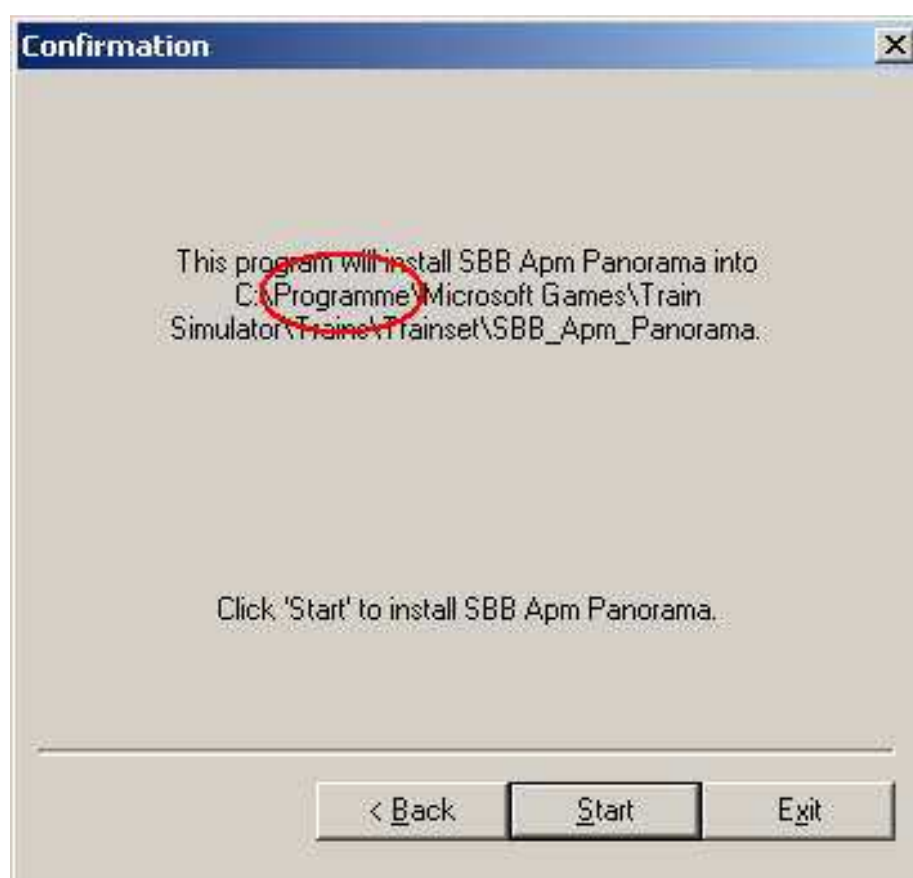 Confirmation
This program will install SBB Apm Panorama into
C:\Programme\Microsoft Games\Train
Simulator\Trains\Trainset\SBB_Apm_Panorama.
Click 'Start' to install SBB Apm Panorama.
< Back
Start
Exit